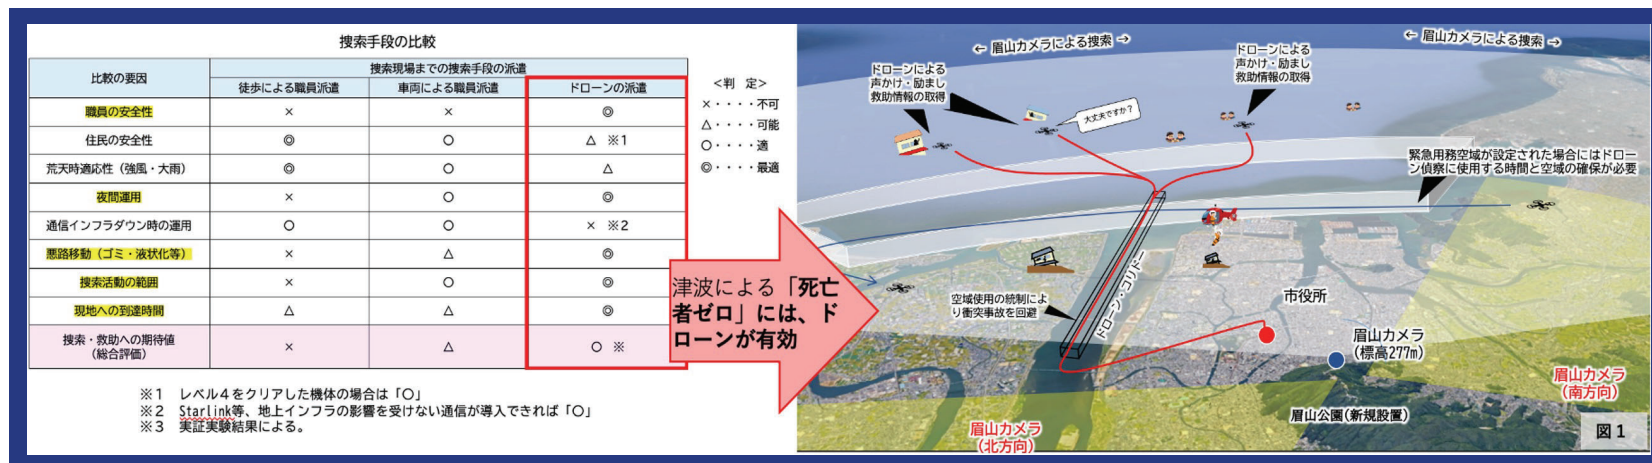 捜索手段の比較
比較の要因 捜索現場までの捜索手段の派遣
徒歩による職員派遣 車両による職員派遣 ドローンの派遣
職員の安全性 × × ◎
住民の安全性 ◎ ○ △ ※1
荒天時適応性（強風・大雨） ◎ ○ △
夜間運用 × ○ ◎
通信インフラダウン時の運用 ○ ○ × ※2
悪路移動（ゴミ・液状化等） × △ ◎
捜索活動の範囲 × ○ ◎
現地への到達時間 △ △ ◎
捜索・救助への期待値
（総合評価） × △ ○ ※
＜判 定＞
×・・・・不可
△・・・・可能
○・・・・適
◎・・・・最適
※1 レベル4をクリアした機体の場合は「○」
※2 Starlink等、地上インフラの影響を受けない通信が導入できれば「○」
※3 実証実験結果による。
津波による「死亡
者ゼロ」には、ド
ローンが有効
← 眉山カメラによる捜索 →
← 眉山カメラによる捜索 →
ドローンによる
声かけ・励まし
救助情報の取得
ドローンによる
声かけ・励まし
救助情報の取得
大丈夫ですか？
緊急用務空域が設定された場合にはドロー
ン偵察に使用する時間と空域の確保が必要
空域使用の統制によ
り衝突事故を回避
ドローン・コリドー
市役所
眉山カメラ
（標高277m）
眉山カメラ
（南方向）
眉山公園（新規設置）
眉山カメラ
（北方向）
図1